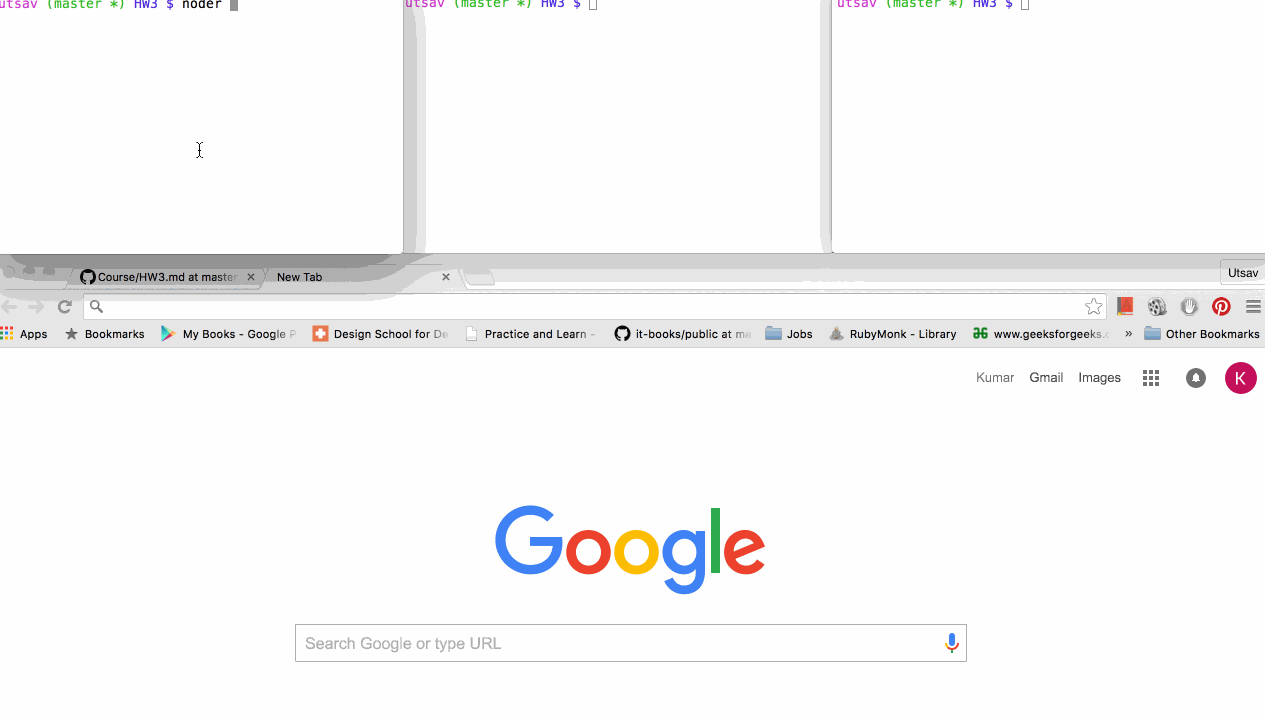 utsav (master *) HW3 $ noder
utsav (master *) HW3 $
utsav (master *) HW3 $
Course/HW3.md at master
New Tab
Utsav
Apps Bookmarks My Books - Google P Design School for De Practice and Learn - it-books/public at ma Jobs RubyMonk - Library www.geeksforgeeks.c » Other Bookmarks
Kumar Gmail Images K
Google
Search Google or type URL